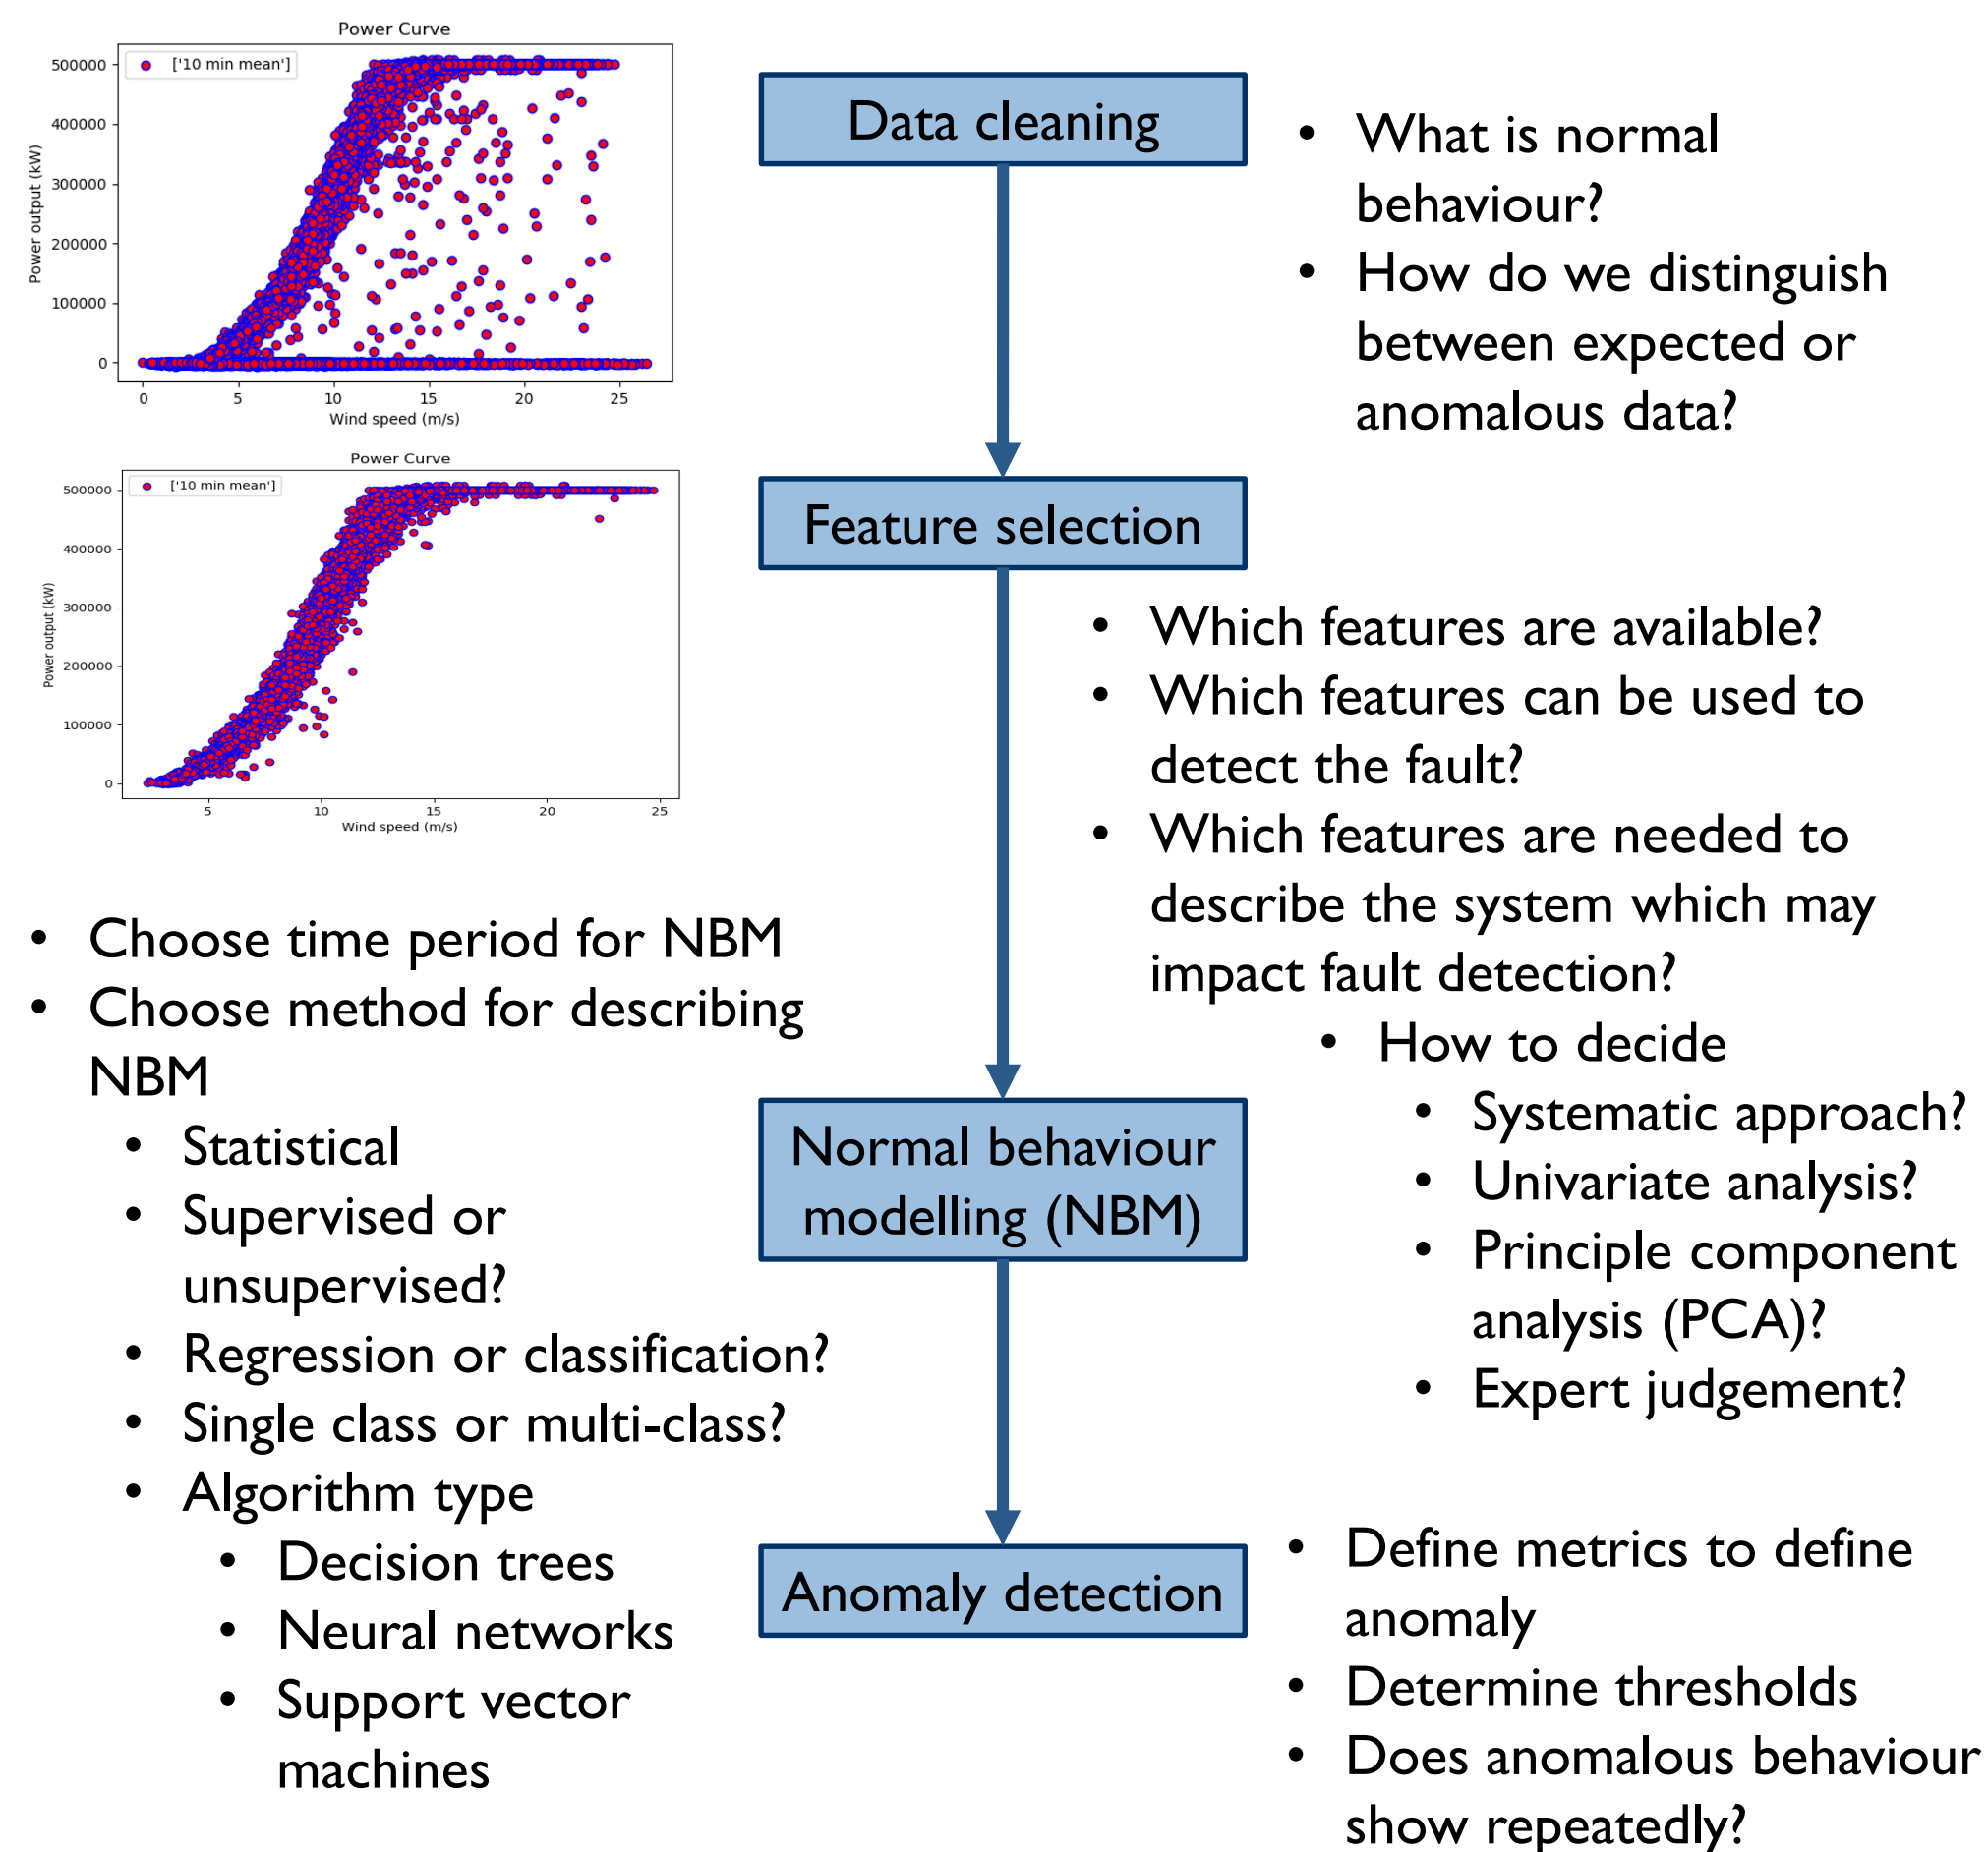 Power Curve
['10 min mean']
500000
400000
300000
200000
100000
0
Power output (kW)
0 5 10 15 20 25
Wind speed (m/s)
Power Curve
['10 min mean']
500000
400000
300000
200000
100000
0
Power output (kW)
5 10 15 20 25
Wind speed (m/s)
Data cleaning
• What is normal
behaviour?
• How do we distinguish
between expected or
anomalous data?
Feature selection
• Which features are available?
• Which features can be used to
detect the fault?
• Which features are needed to
describe the system which may
impact fault detection?
• How to decide
• Systematic approach?
• Univariate analysis?
• Principle component
analysis (PCA)?
• Expert judgement?
• Choose time period for NBM
• Choose method for describing
NBM
• Statistical
• Supervised or
unsupervised?
• Regression or classification?
• Single class or multi-class?
• Algorithm type
• Decision trees
• Neural networks
• Support vector
machines
Normal behaviour
modelling (NBM)
Anomaly detection
• Define metrics to define
anomaly
• Determine thresholds
• Does anomalous behaviour
show repeatedly?